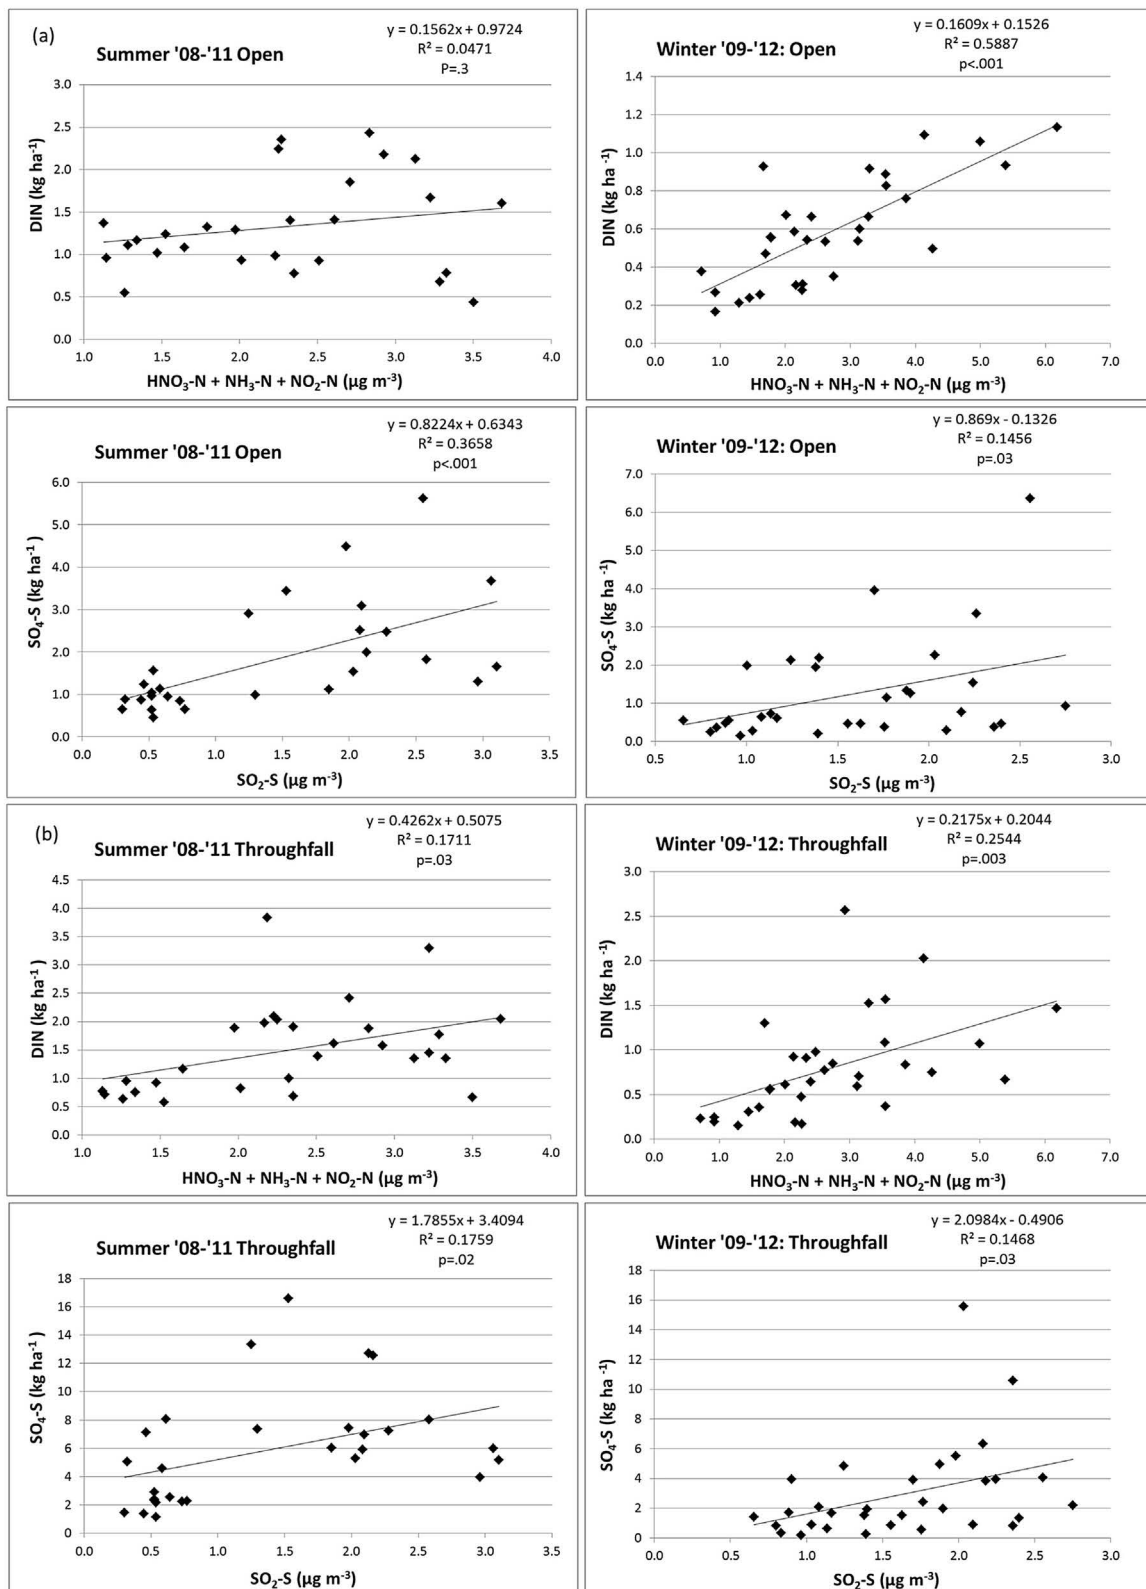 (a)
Summer '08-'11 Open
y = 0.1562x + 0.9724
R² = 0.0471
P=.3
DIN (kg ha⁻¹)
3.0
2.5
2.0
1.5
1.0
0.5
0.0
1.0 1.5 2.0 2.5 3.0 3.5 4.0
HNO₃-N + NH₃-N + NO₂-N (µg m⁻³)
Winter '09-'12: Open
y = 0.1609x + 0.1526
R² = 0.5887
p<.001
DIN (kg ha⁻¹)
1.4
1.2
1.0
0.8
0.6
0.4
0.2
0.0
0.0 1.0 2.0 3.0 4.0 5.0 6.0 7.0
HNO₃-N + NH₃-N + NO₂-N (µg m⁻³)
Summer '08-'11 Open
y = 0.8224x + 0.6343
R² = 0.3658
p<.001
SO₄-S (kg ha⁻¹ )
6.0
5.0
4.0
3.0
2.0
1.0
0.0
0.0 0.5 1.0 1.5 2.0 2.5 3.0 3.5
SO₂-S (µg m⁻³)
Winter '09-'12: Open
y = 0.869x - 0.1326
R² = 0.1456
p=.03
SO₄-S (kg ha ⁻¹)
7.0
6.0
5.0
4.0
3.0
2.0
1.0
0.0
0.5 1.0 1.5 2.0 2.5 3.0
SO₂-S (µg m⁻³)
(b)
Summer '08-'11 Throughfall
y = 0.4262x + 0.5075
R² = 0.1711
p=.03
DIN (kg ha⁻¹ )
4.5
4.0
3.5
3.0
2.5
2.0
1.5
1.0
0.5
0.0
1.0 1.5 2.0 2.5 3.0 3.5 4.0
HNO₃-N + NH₃-N + NO₂-N (µg m⁻³)
Winter '09-'12: Throughfall
y = 0.2175x + 0.2044
R² = 0.2544
p=.003
DIN (kg ha⁻¹)
3.0
2.5
2.0
1.5
1.0
0.5
0.0
0.0 1.0 2.0 3.0 4.0 5.0 6.0 7.0
HNO₃-N + NH₃-N + NO₂-N (µg m⁻³)
Summer '08-'11 Throughfall
y = 1.7855x + 3.4094
R² = 0.1759
p=.02
SO₄-S (kg ha⁻¹ )
18
16
14
12
10
8
6
4
2
0
0.0 0.5 1.0 1.5 2.0 2.5 3.0 3.5
SO₂-S (µg m⁻³)
Winter '09-'12: Throughfall
y = 2.0984x - 0.4906
R² = 0.1468
p=.03
SO₄-S (kg ha ⁻¹)
18
16
14
12
10
8
6
4
2
0
0.0 0.5 1.0 1.5 2.0 2.5 3.0
SO₂-S (µg m⁻³)